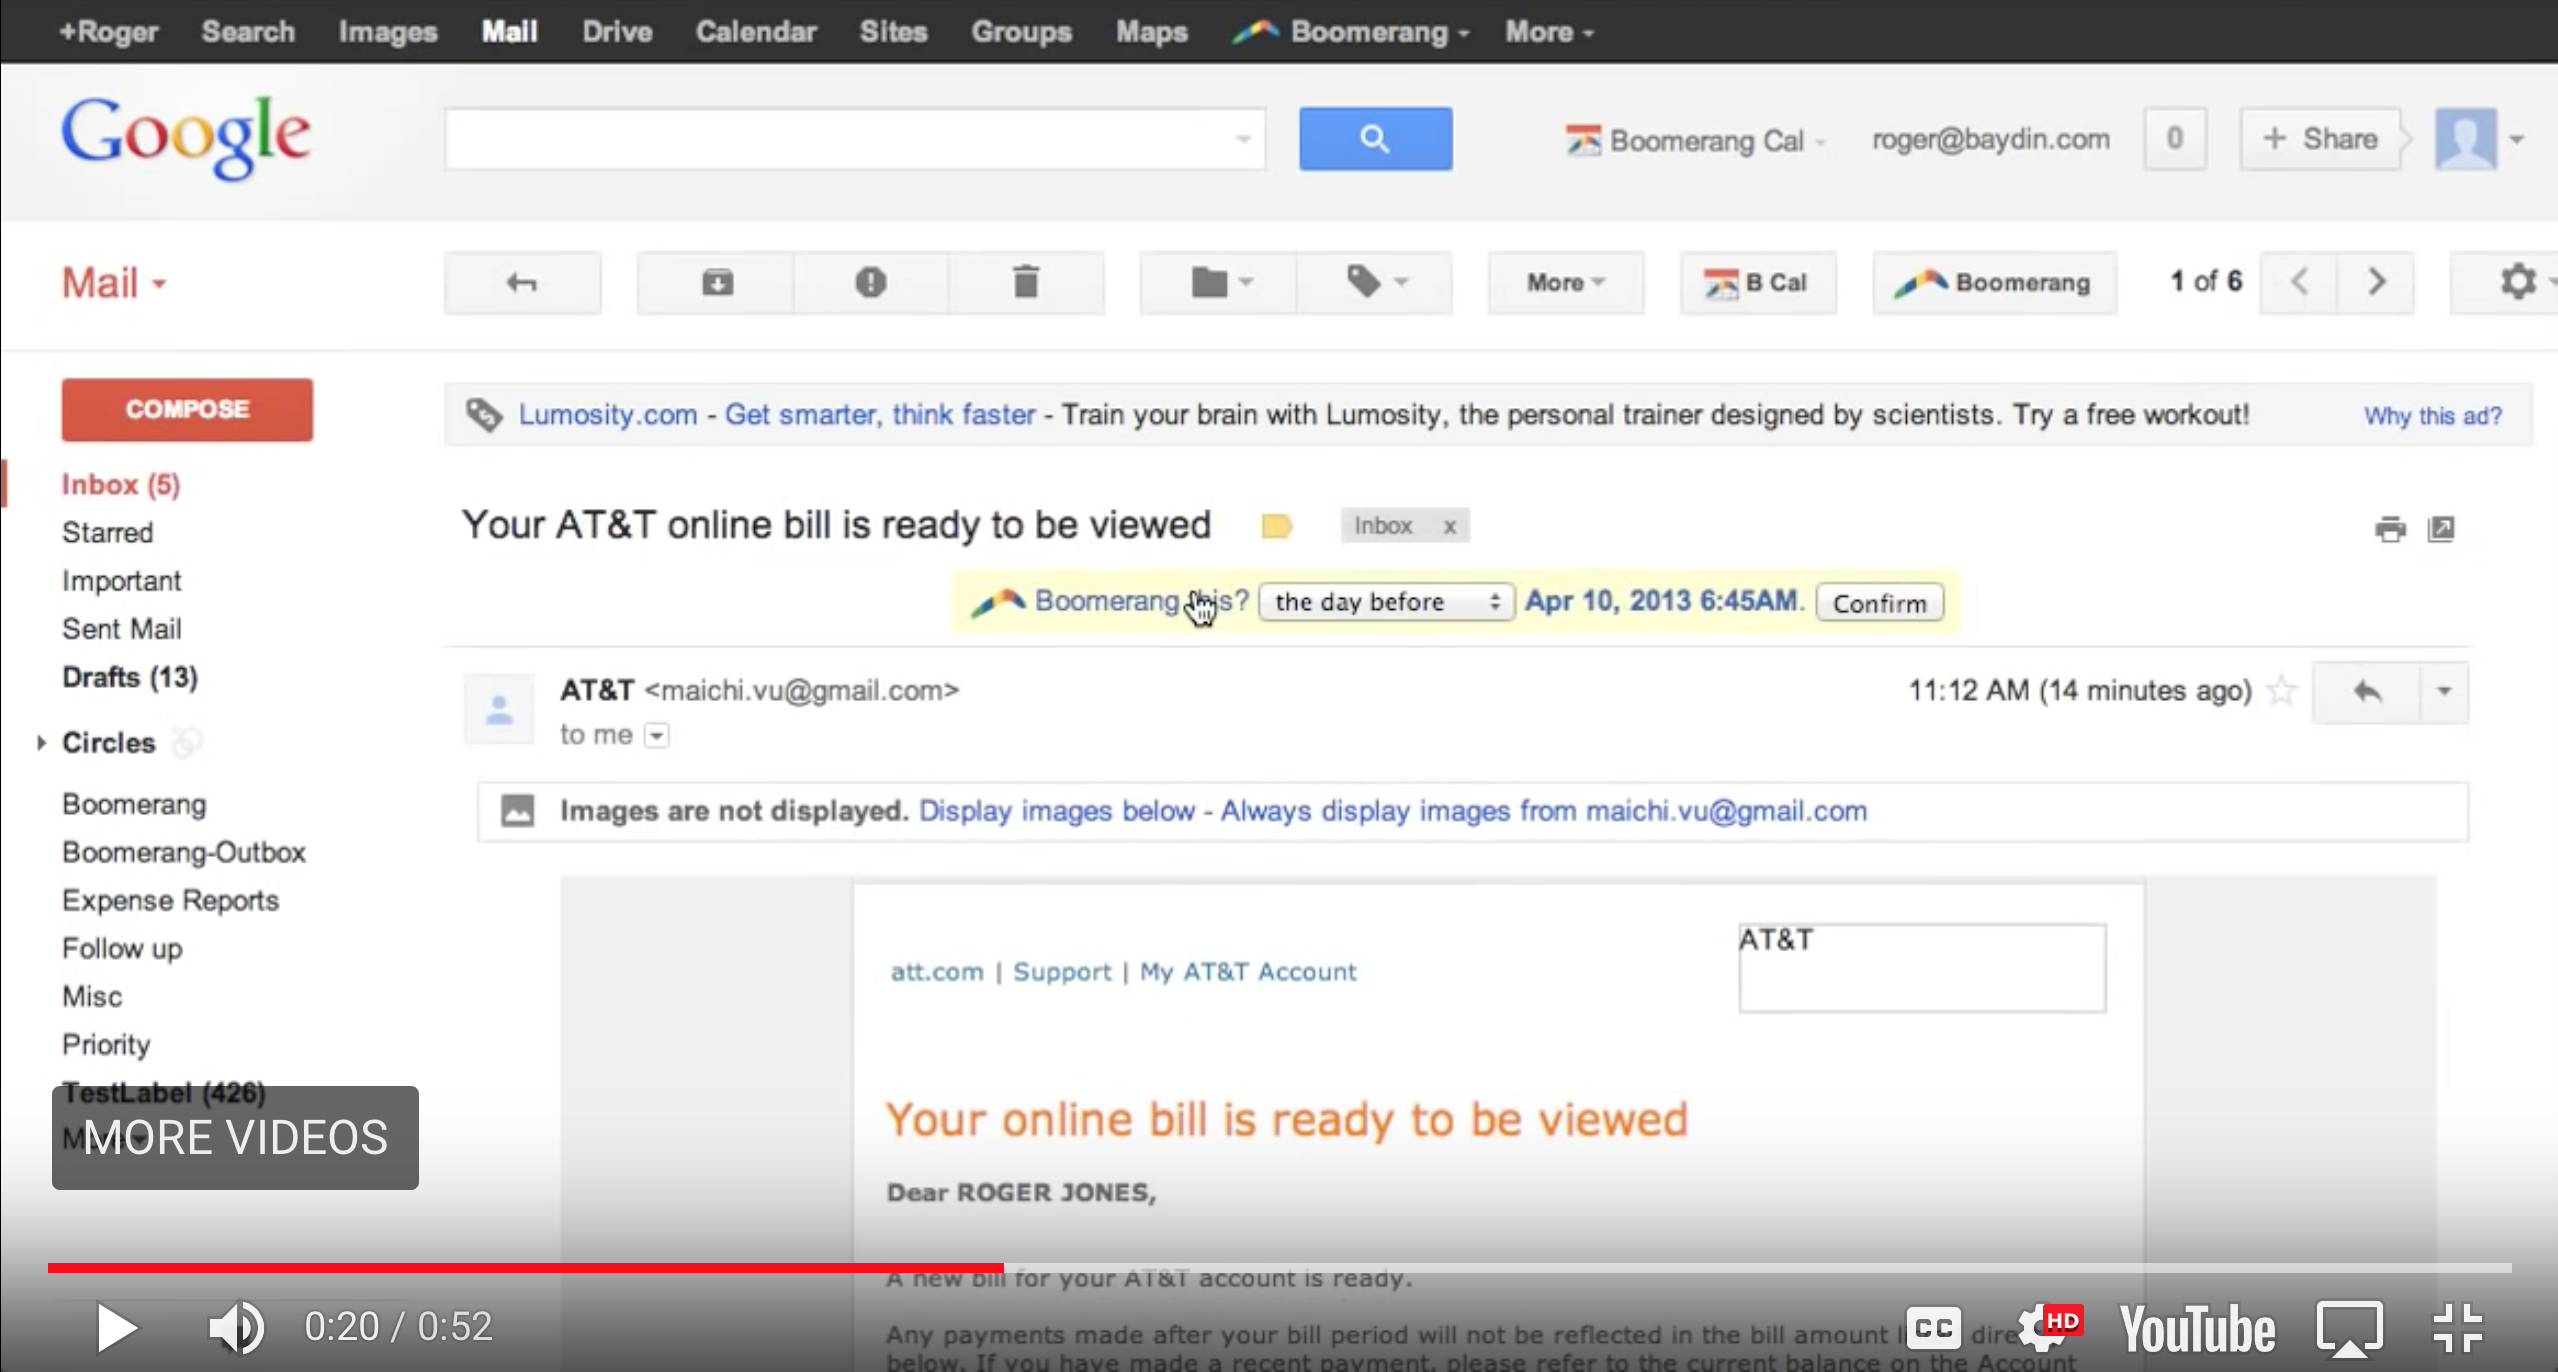 +Roger Search Images Mail Drive Calendar Sites Groups Maps Boomerang More
Google
Boomerang Cal roger@baydin.com 0 + Share
Mail
More B Cal Boomerang 1 of 6
COMPOSE
Lumosity.com - Get smarter, think faster - Train your brain with Lumosity, the personal trainer designed by scientists. Try a free workout! Why this ad?
Inbox (5)
Starred
Important
Sent Mail
Drafts (13)
Circles
Boomerang
Boomerang-Outbox
Expense Reports
Follow up
Misc
Priority
TestLabel (426)
More
MORE VIDEOS
Your AT&T online bill is ready to be viewed Inbox x
Boomerang this? the day before Apr 10, 2013 6:45AM. Confirm
AT&T <maichi.vu@gmail.com> 11:12 AM (14 minutes ago)
to me
Images are not displayed. Display images below - Always display images from maichi.vu@gmail.com
AT&T
att.com | Support | My AT&T Account
Your online bill is ready to be viewed
Dear ROGER JONES,
A new bill for your AT&T account is ready.
Any payments made after your bill period will not be reflected in the bill amount
below. If you have made a recent payment, please refer to the current balance on the Account
0:20 / 0:52 CC HD YouTube